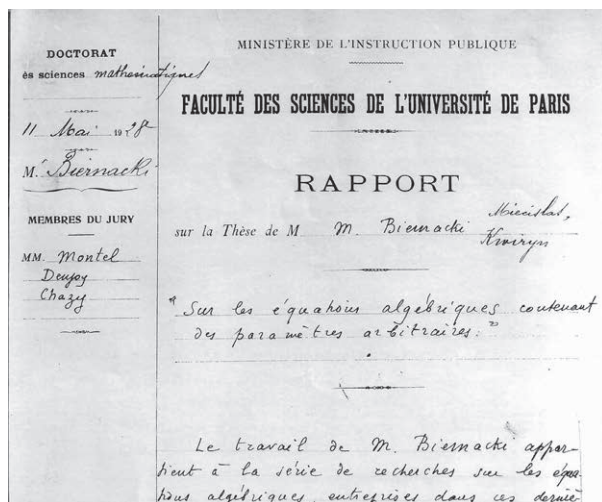 DOCTORAT
ès sciences mathématiques
11 Mai 1928
Mr Biernacki
MEMBRES DU JURY
MM. Montel
Denjoy
Chazy
MINISTÈRE DE L'INSTRUCTION PUBLIQUE
FACULTÉ DES SCIENCES DE L'UNIVERSITÉ DE PARIS
RAPPORT
sur la Thèse de M M. Biernacki Miecislas,
Kwiryn
"Sur les équations algébriques contenant
des paramètres arbitraires."
Le travail de M. Biernacki appar-
tient à la série de recherches sur les équa-
tions algébriques, entreprises dans ces